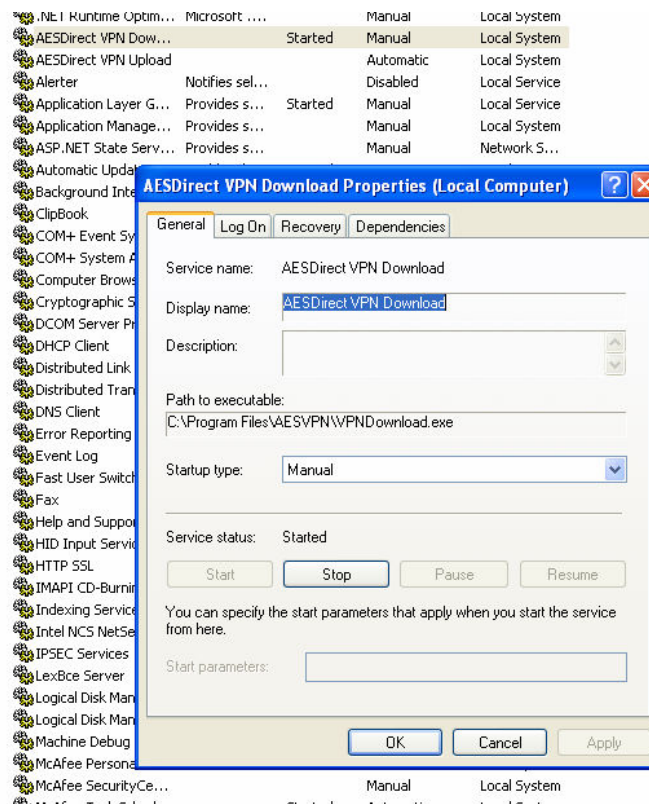 .NET Runtime Optim... Microsoft .... Manual Local System
AESDirect VPN Dow... Started Manual Local System
AESDirect VPN Upload Automatic Local System
Alerter Notifies sel... Disabled Local Service
Application Layer G... Provides s... Started Manual Local Service
Application Manage... Provides s... Manual Local System
ASP.NET State Serv... Provides s... Manual Network S...
Automatic Updat
Background Inte
ClipBook
COM+ Event Sy
COM+ System A
Computer Brows
Cryptographic S
DCOM Server Pr
DHCP Client
Distributed Link
Distributed Tran
DNS Client
Error Reporting
Event Log
Fast User Switch
Fax
Help and Suppor
HID Input Servic
HTTP SSL
IMAPI CD-Burnin
Indexing Service
Intel NCS NetSe
IPSEC Services
LexBce Server
Logical Disk Man
Logical Disk Man
Machine Debug
McAfee Persona
McAfee SecurityCe... Manual Local System
AESDirect VPN Download Properties (Local Computer)
General Log On Recovery Dependencies
Service name: AESDirect VPN Download
Display name: AESDirect VPN Download
Description:
Path to executable:
C:\Program Files\AESVPN\VPNDownload.exe
Startup type: Manual
Service status: Started
Start Stop Pause Resume
You can specify the start parameters that apply when you start the service
from here.
Start parameters:
OK Cancel Apply